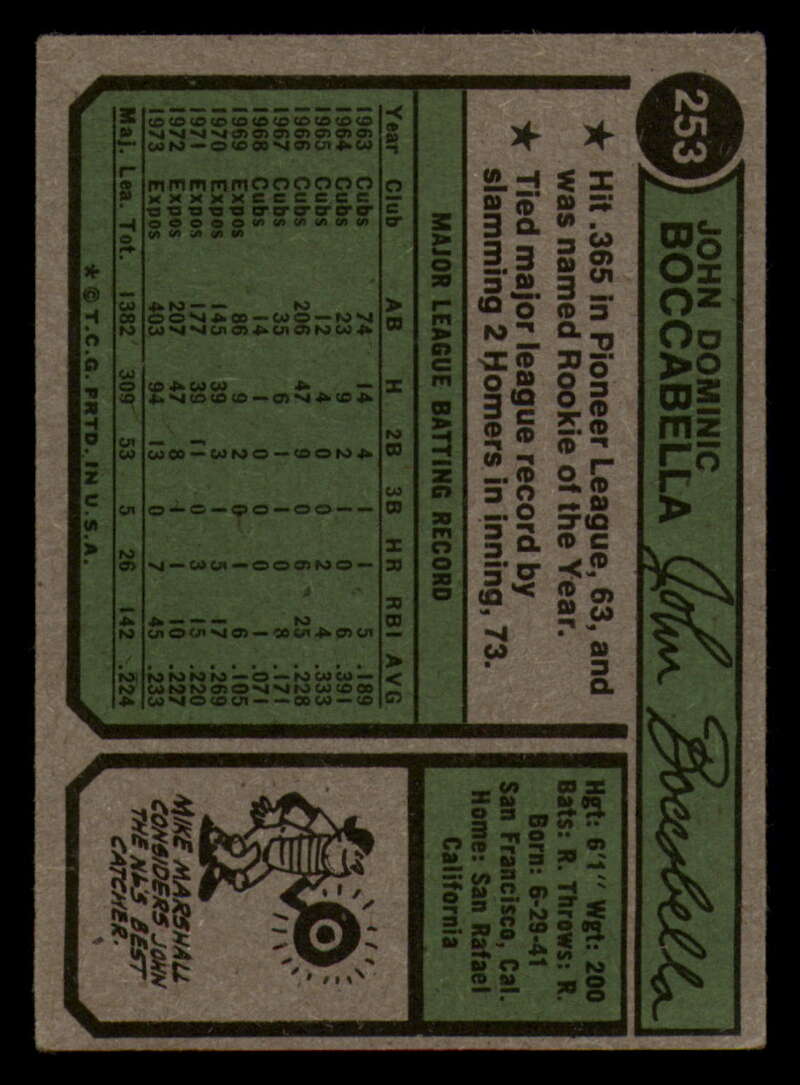 253
JOHN DOMINIC
BOCCABELLA
John Boccabella
★ Hit .365 in Pioneer League, 63, and
was named Rookie of the Year.
★ Tied major league record by
slamming 2 Homers in inning, 73.
MAJOR LEAGUE BATTING RECORD
Year Club AB H 2B 3B HR RBI AVG
1963 Cubs 74 14 4 1 1 5 .189
1964 Cubs 23 9 2 1 0 6 .391
1965 Cubs 12 4 0 0 2 4 .333
1966 Cubs 206 47 9 0 6 25 .228
1967 Cubs 35 6 1 1 0 8 .171
1968 Cubs 14 1 0 0 0 1 .071
1969 Expos 86 9 2 0 1 6 .105
1970 Expos 145 39 3 1 5 17 .269
1971 Expos 177 39 11 0 3 15 .220
1972 Expos 207 47 8 1 1 10 .227
1973 Expos 403 94 13 0 7 45 .233
Maj. Lea. Tot. 1382 309 53 5 26 142 .224
* © T.C.G. PRTD. IN U.S.A.
Hgt: 6'1" Wgt: 200
Bats: R. Throws: R.
Born: 6-29-41
San Francisco, Cal.
Home: San Rafael
California
MIKE MARSHALL
CONSIDERS JOHN
THE NL'S BEST
CATCHER.